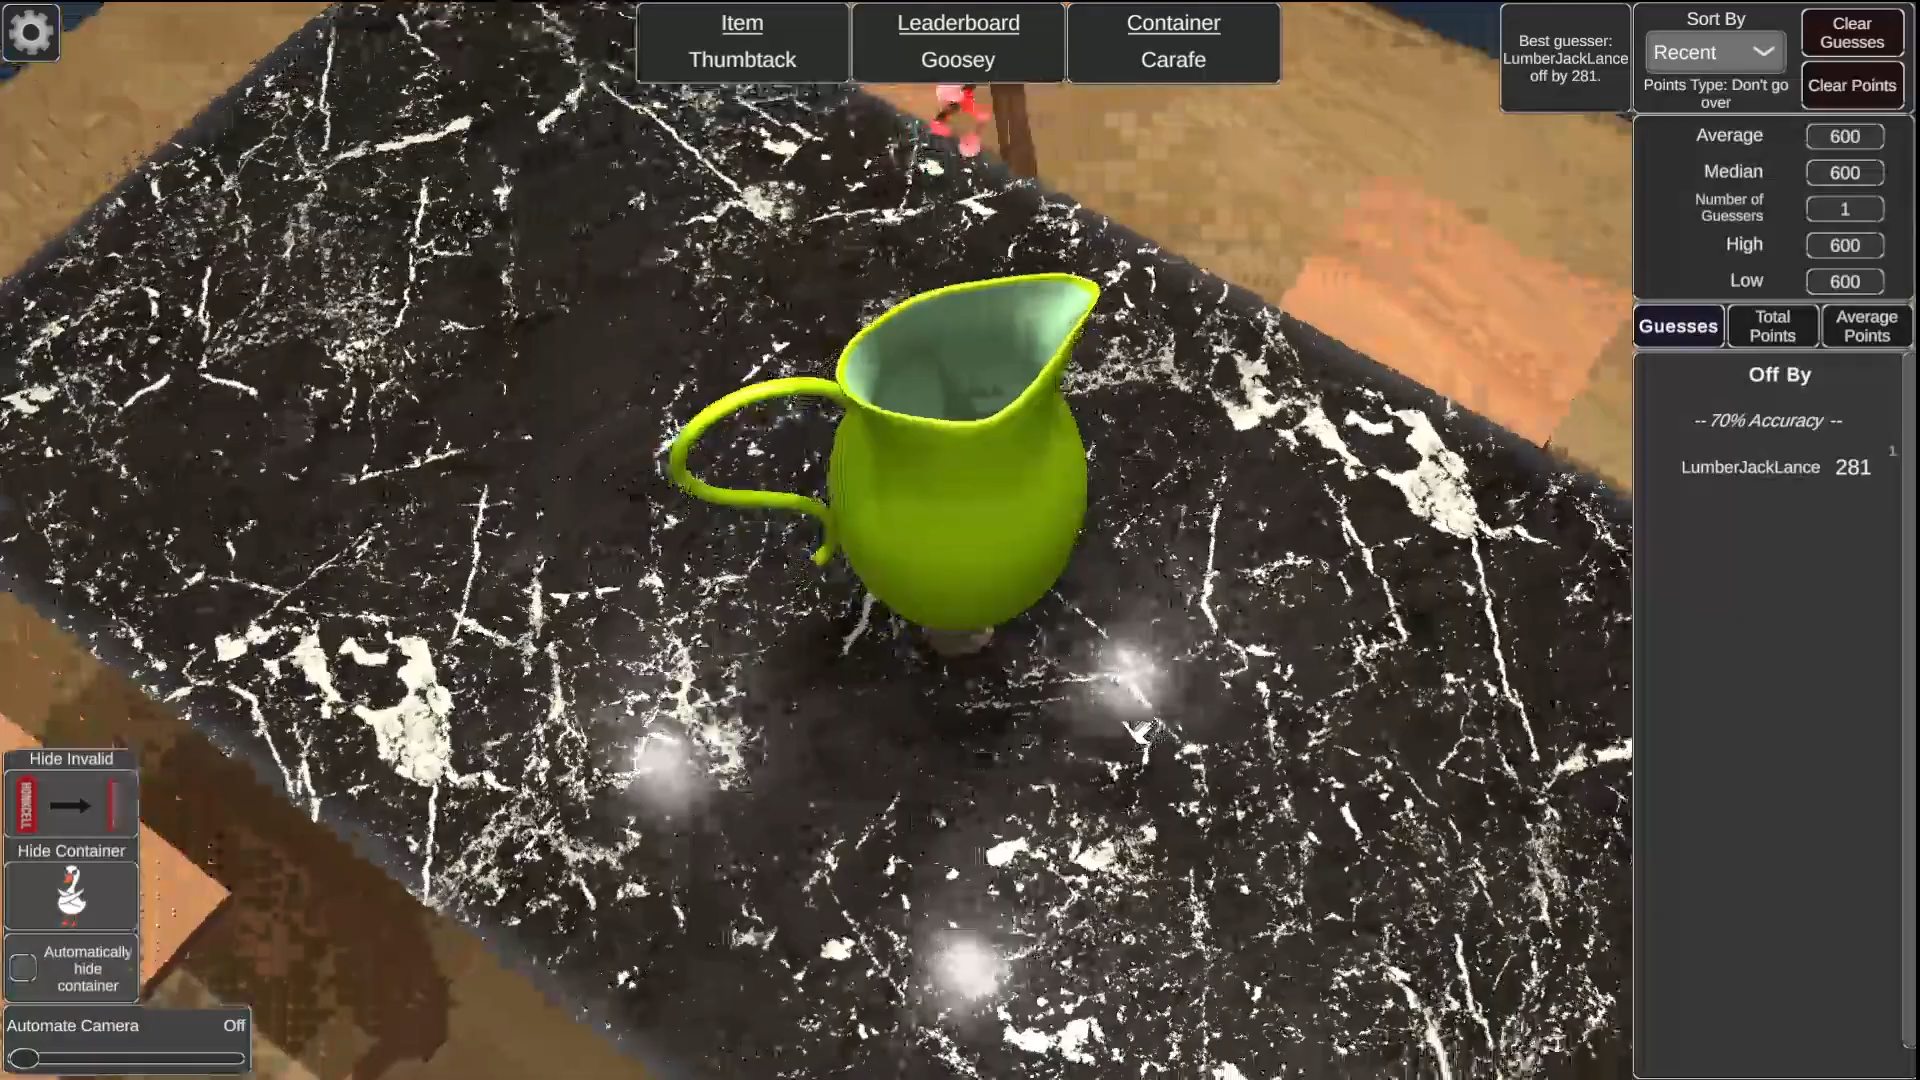 Item
Thumbtack
Leaderboard
Goosey
Container
Carafe
Best guesser:
LumberJackLance
off by 281.
Sort By
Recent
Points Type: Don't go
over
Clear
Guesses
Clear Points
Average 600
Median 600
Number of
Guessers 1
High 600
Low 600
Guesses
Total
Points
Average
Points
Off By
-- 70% Accuracy --
1
LumberJackLance 281
Hide Invalid
HONKCELL
Hide Container
Automatically
hide
container
Automate Camera Off